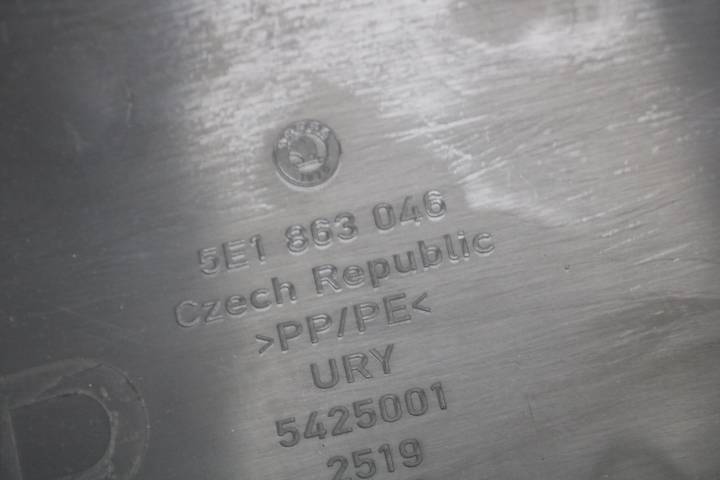 5E1 863 046
Czech Republic
>PP/PE<
URY
5425001
2519